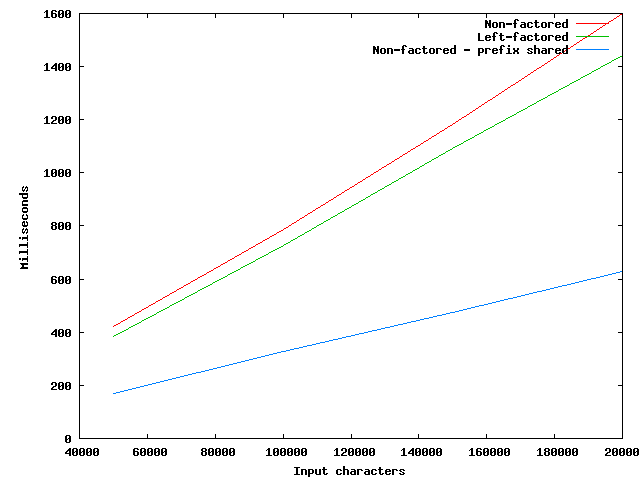 1600
1400
1200
1000
800
600
400
200
0
Milliseconds
Non-factored
Left-factored
Non-factored - prefix shared
40000 60000 80000 100000 120000 140000 160000 180000 20000
Input characters